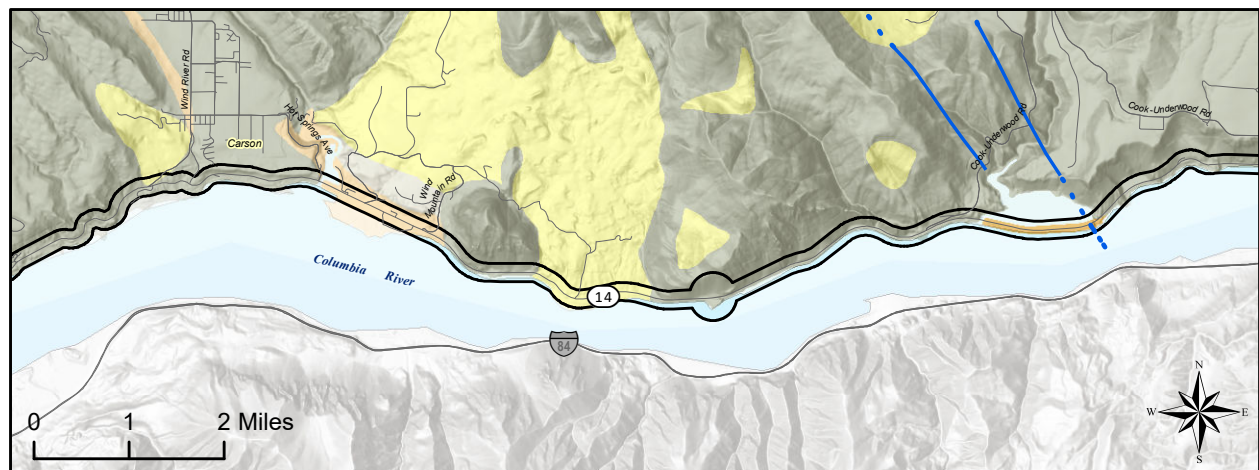 Wind River Rd
Hot Springs Ave
Carson
Wind
Mountain Rd
Cook-Underwood Rd
Cook-Underwood Rd
Columbia River
14
84
0 1 2 Miles
N
W E
S